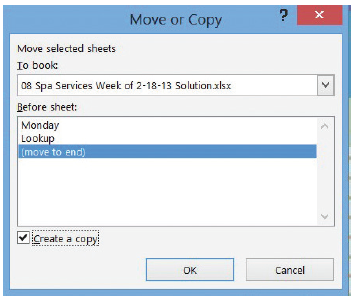 Move or Copy ? x
Move selected sheets
To book:
08 Spa Services Week of 2-18-13 Solution.xlsx
Before sheet:
Monday
Lookup
(move to end)
Create a copy
OK Cancel